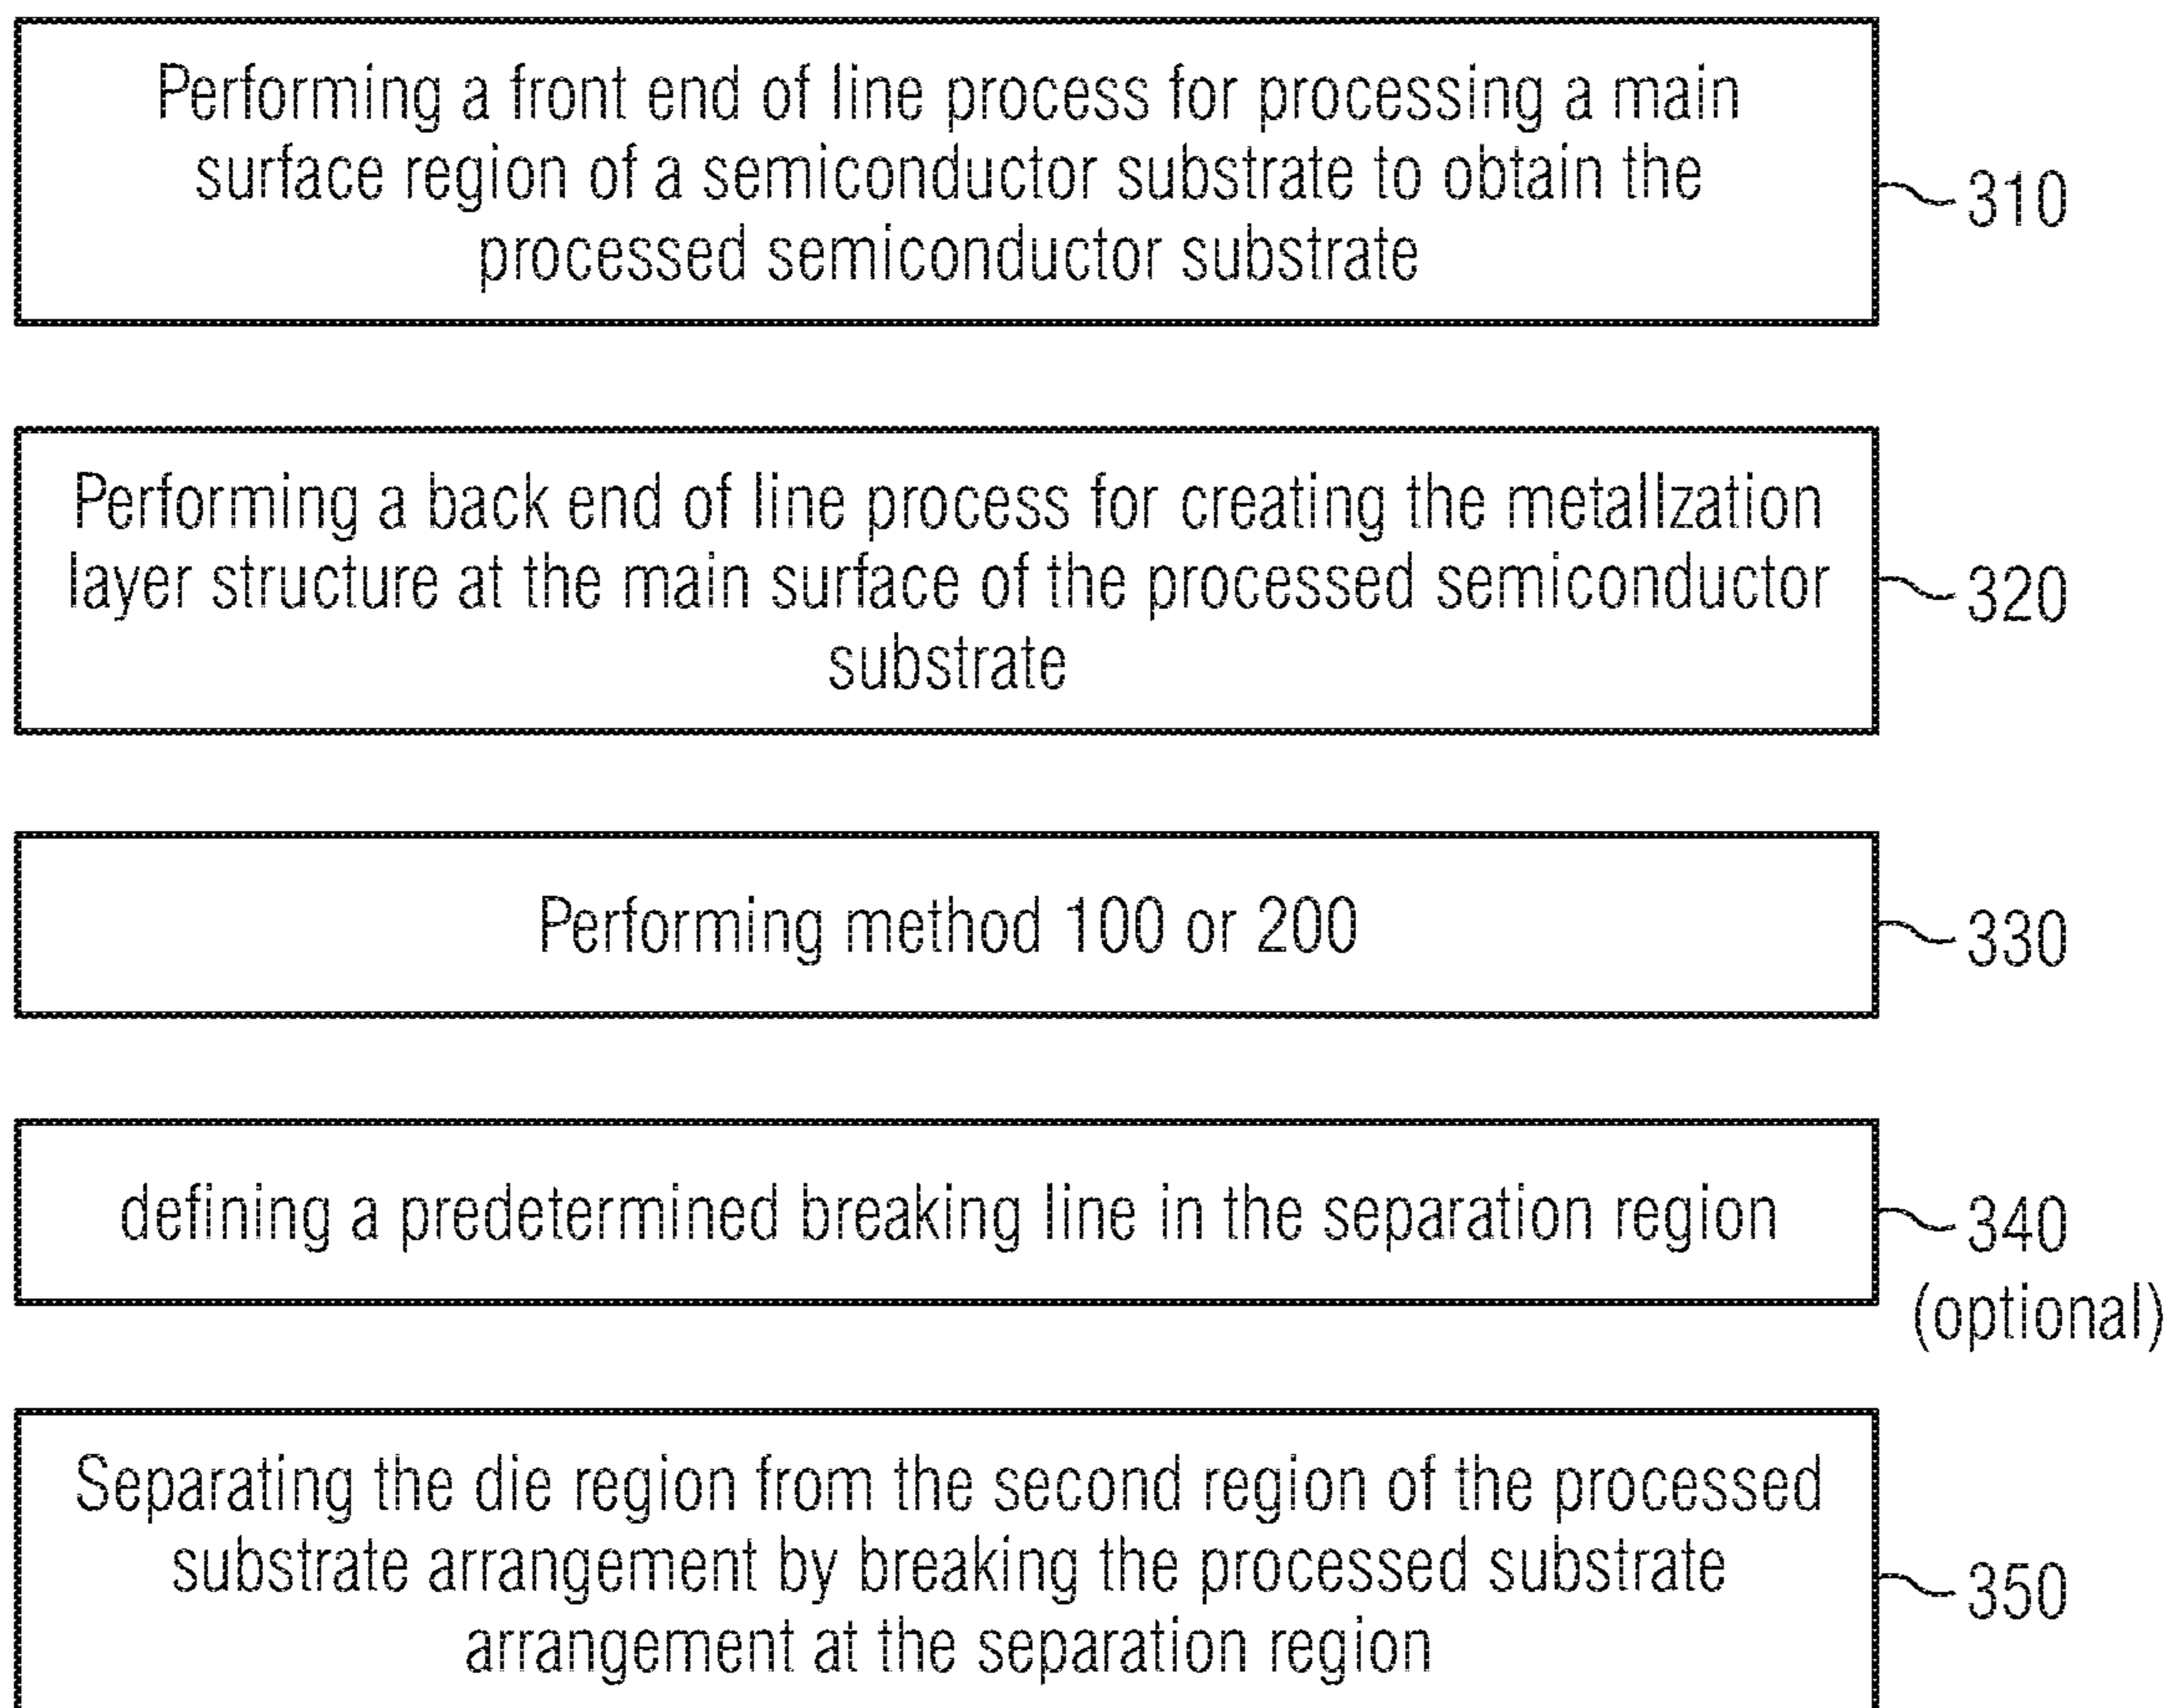 Performing a front end of line process for processing a main
surface region of a semiconductor substrate to obtain the
processed semiconductor substrate
310
Performing a back end of line process for creating the metallzation
layer structure at the main surface of the processed semiconductor
substrate
320
Performing method 100 or 200
330
defining a predetermined breaking line in the separation region
340
(optional)
Separating the die region from the second region of the processed
substrate arrangement by breaking the processed substrate
arrangement at the separation region
350